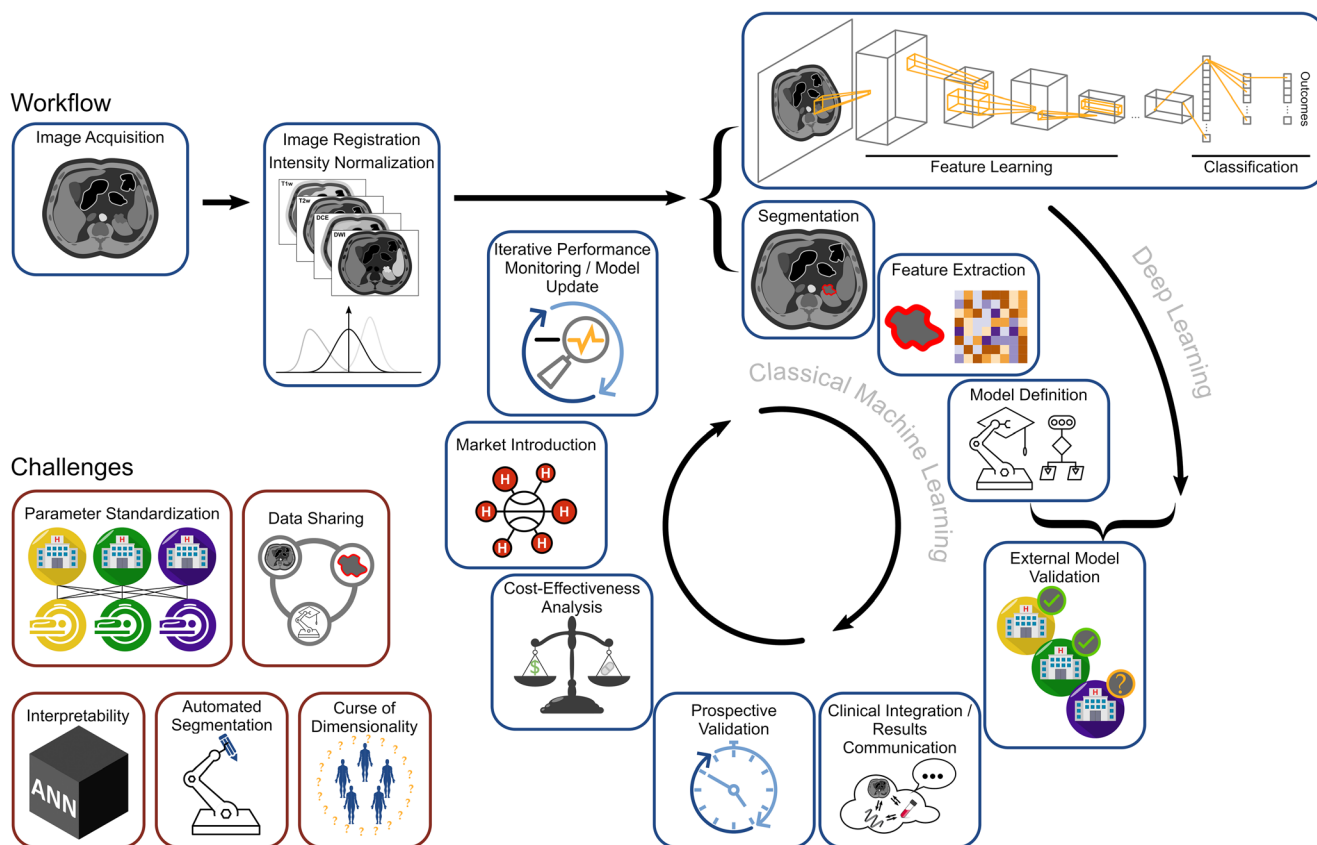 Workflow
Image Acquisition
Image Registration
Intensity Normalization
T1w
T2w
DCE
DWI
Outcomes
...
Feature Learning
Classification
Segmentation
Feature Extraction
Model Definition
Deep Learning
Classical Machine Learning
External Model
Validation
H
H
H
?
Clinical Integration /
Results
Communication
Prospective
Validation
Cost-Effectiveness
Analysis
$
Market Introduction
H
H
H
H
H
H
Iterative Performance
Monitoring / Model
Update
Challenges
Parameter Standardization
H
H
H
Data Sharing
Interpretability
ANN
Automated
Segmentation
Curse of
Dimensionality
? ? ? ? ? ? ? ? ? ? ? ? ? ? ? ? ? ? ? ?